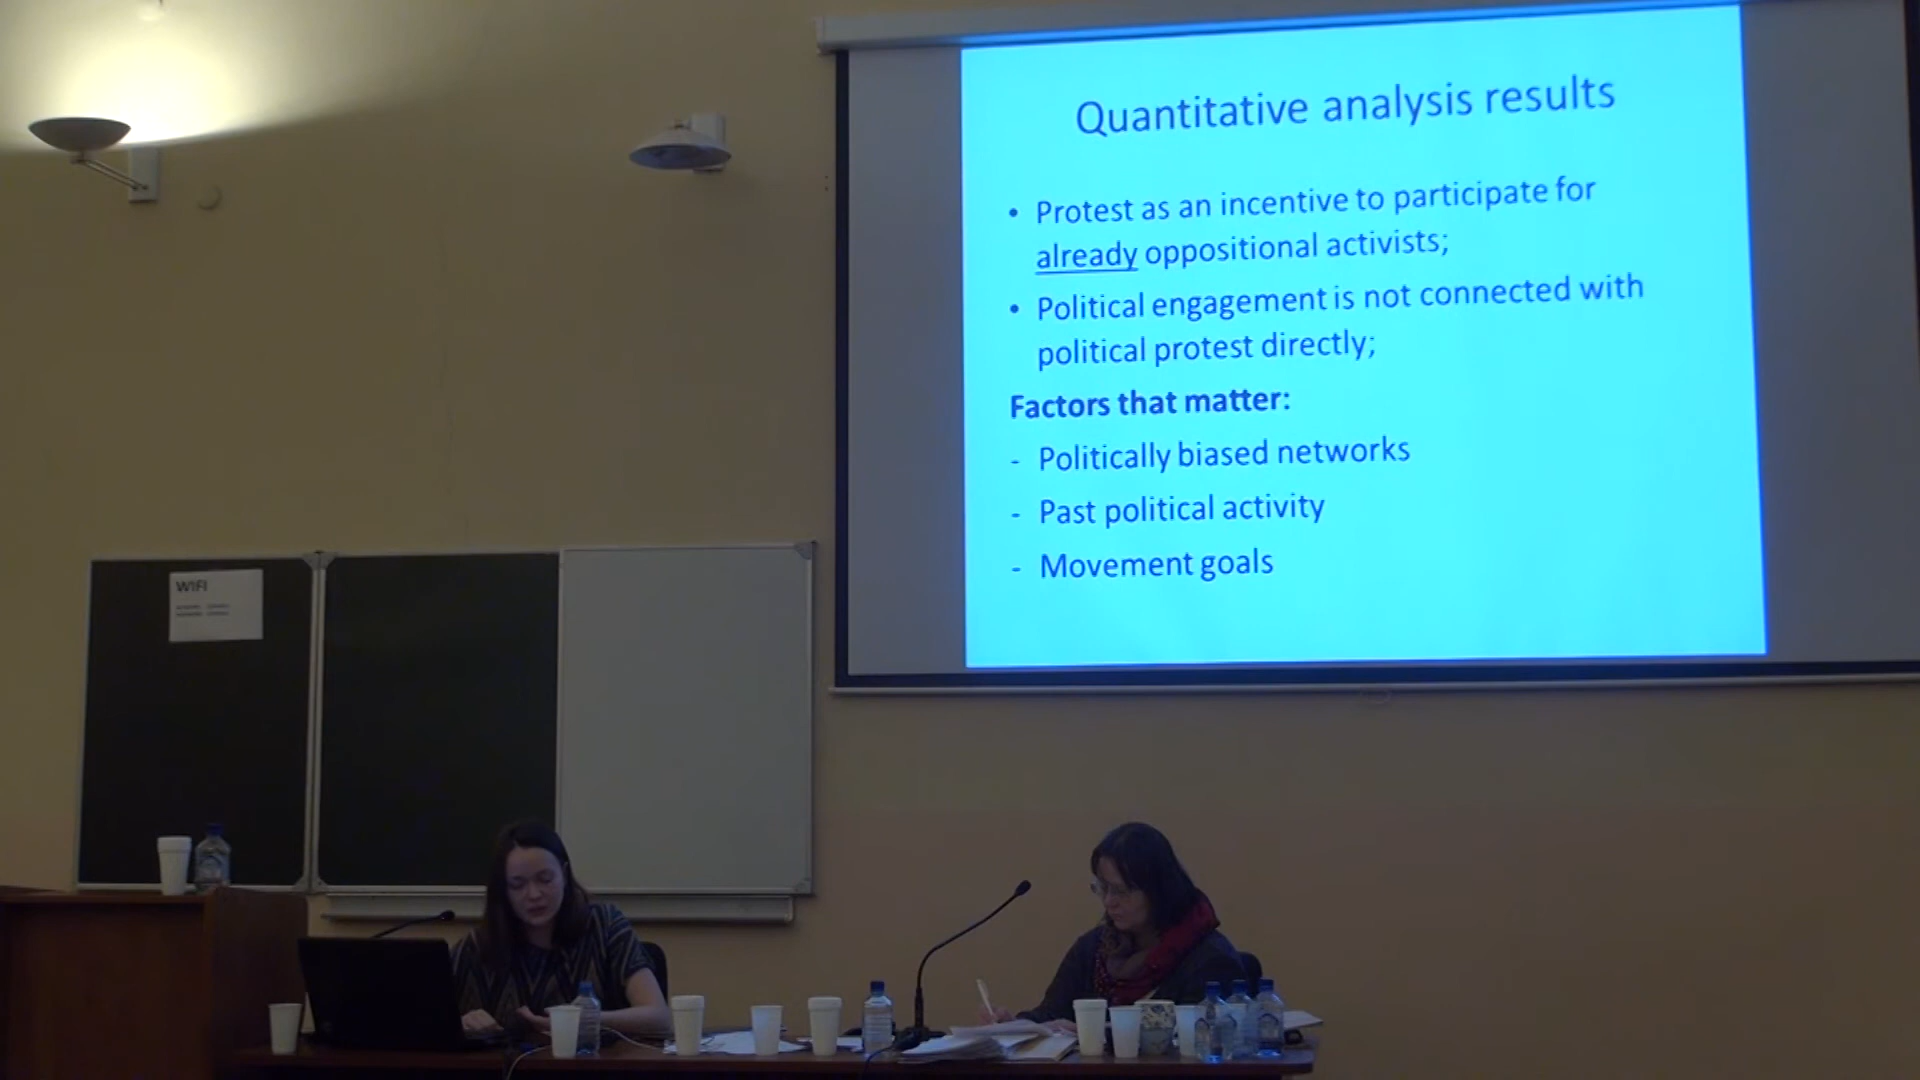 Quantitative analysis results
• Protest as an incentive to participate for
already oppositional activists;
• Political engagement is not connected with
political protest directly;
Factors that matter:
- Politically biased networks
- Past political activity
- Movement goals
WIFI